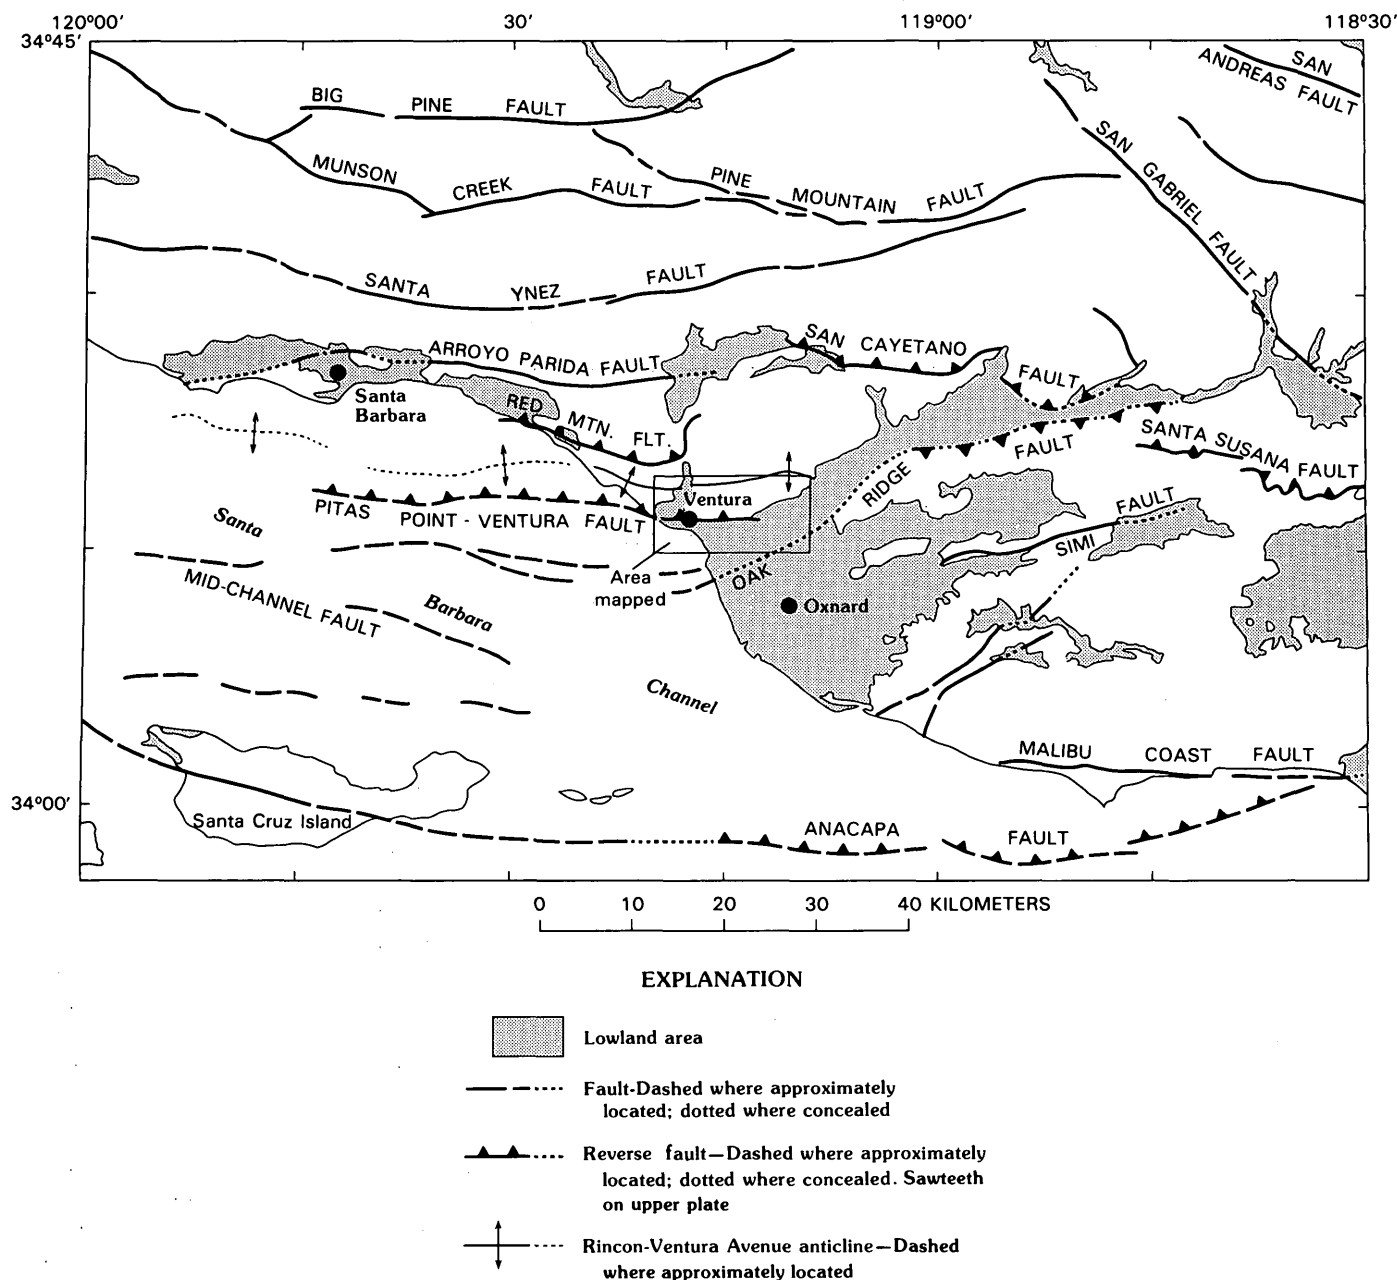 120°00' 30' 119°00' 118°30'
34°45'
SAN
ANDREAS FAULT
BIG PINE FAULT
SAN GABRIEL FAULT
MUNSON CREEK FAULT
PINE MOUNTAIN FAULT
SANTA YNEZ FAULT
ARROYO PARIDA FAULT
SAN CAYETANO FAULT
Santa
Barbara
RED MTN. FLT.
SANTA SUSANA FAULT
OAK RIDGE FAULT
Ventura
PITAS POINT - VENTURA FAULT
SIMI FAULT
Santa
Barbara
Channel
Area
mapped
MID-CHANNEL FAULT
Oxnard
MALIBU COAST FAULT
34°00'
Santa Cruz Island
ANACAPA FAULT
0 10 20 30 40 KILOMETERS
EXPLANATION
Lowland area
Fault-Dashed where approximately
located; dotted where concealed
Reverse fault—Dashed where approximately
located; dotted where concealed. Sawteeth
on upper plate
Rincon-Ventura Avenue anticline—Dashed
where approximately located